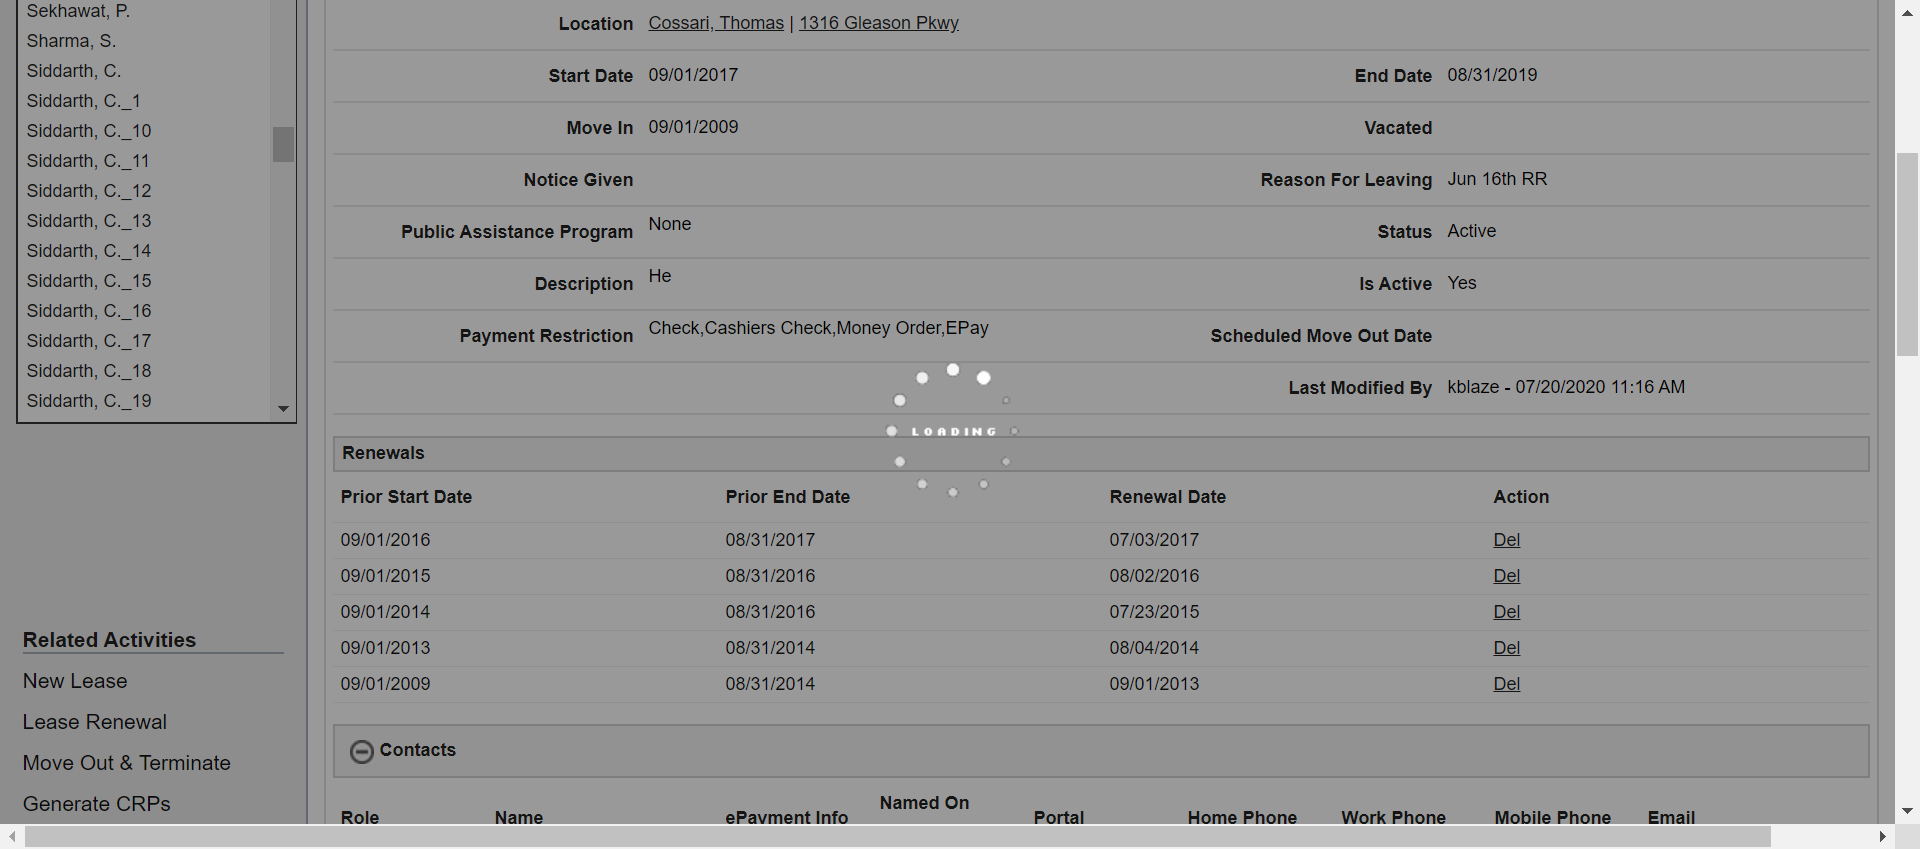 Sekhawat, P.
Sharma, S.
Siddarth, C.
Siddarth, C._1
Siddarth, C._10
Siddarth, C._11
Siddarth, C._12
Siddarth, C._13
Siddarth, C._14
Siddarth, C._15
Siddarth, C._16
Siddarth, C._17
Siddarth, C._18
Siddarth, C._19
Related Activities
New Lease
Lease Renewal
Move Out & Terminate
Generate CRPs
Location Cossari, Thomas | 1316 Gleason Pkwy
Start Date 09/01/2017 End Date 08/31/2019
Move In 09/01/2009 Vacated
Notice Given Reason For Leaving Jun 16th RR
Public Assistance Program None Status Active
Description He Is Active Yes
Payment Restriction Check,Cashiers Check,Money Order,EPay Scheduled Move Out Date
Last Modified By kblaze - 07/20/2020 11:16 AM
LOADING
Renewals
Prior Start Date Prior End Date Renewal Date Action
09/01/2016 08/31/2017 07/03/2017 Del
09/01/2015 08/31/2016 08/02/2016 Del
09/01/2014 08/31/2016 07/23/2015 Del
09/01/2013 08/31/2014 08/04/2014 Del
09/01/2009 08/31/2014 09/01/2013 Del
Contacts
Role Name ePayment Info Named On Portal Home Phone Work Phone Mobile Phone Email